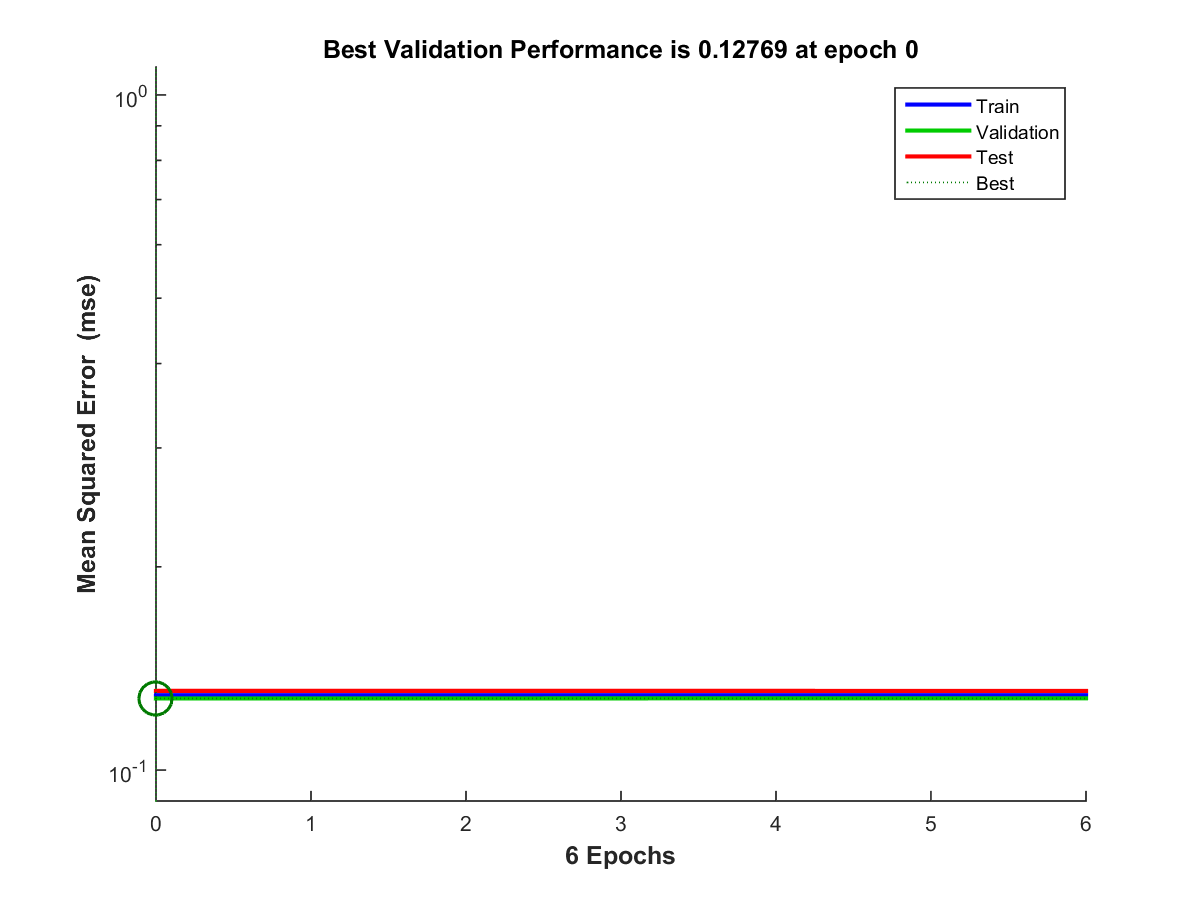 Best Validation Performance is 0.12769 at epoch 0
10^0
Train
Validation
Test
Best
Mean Squared Error (mse)
10^-1
0 1 2 3 4 5 6
6 Epochs